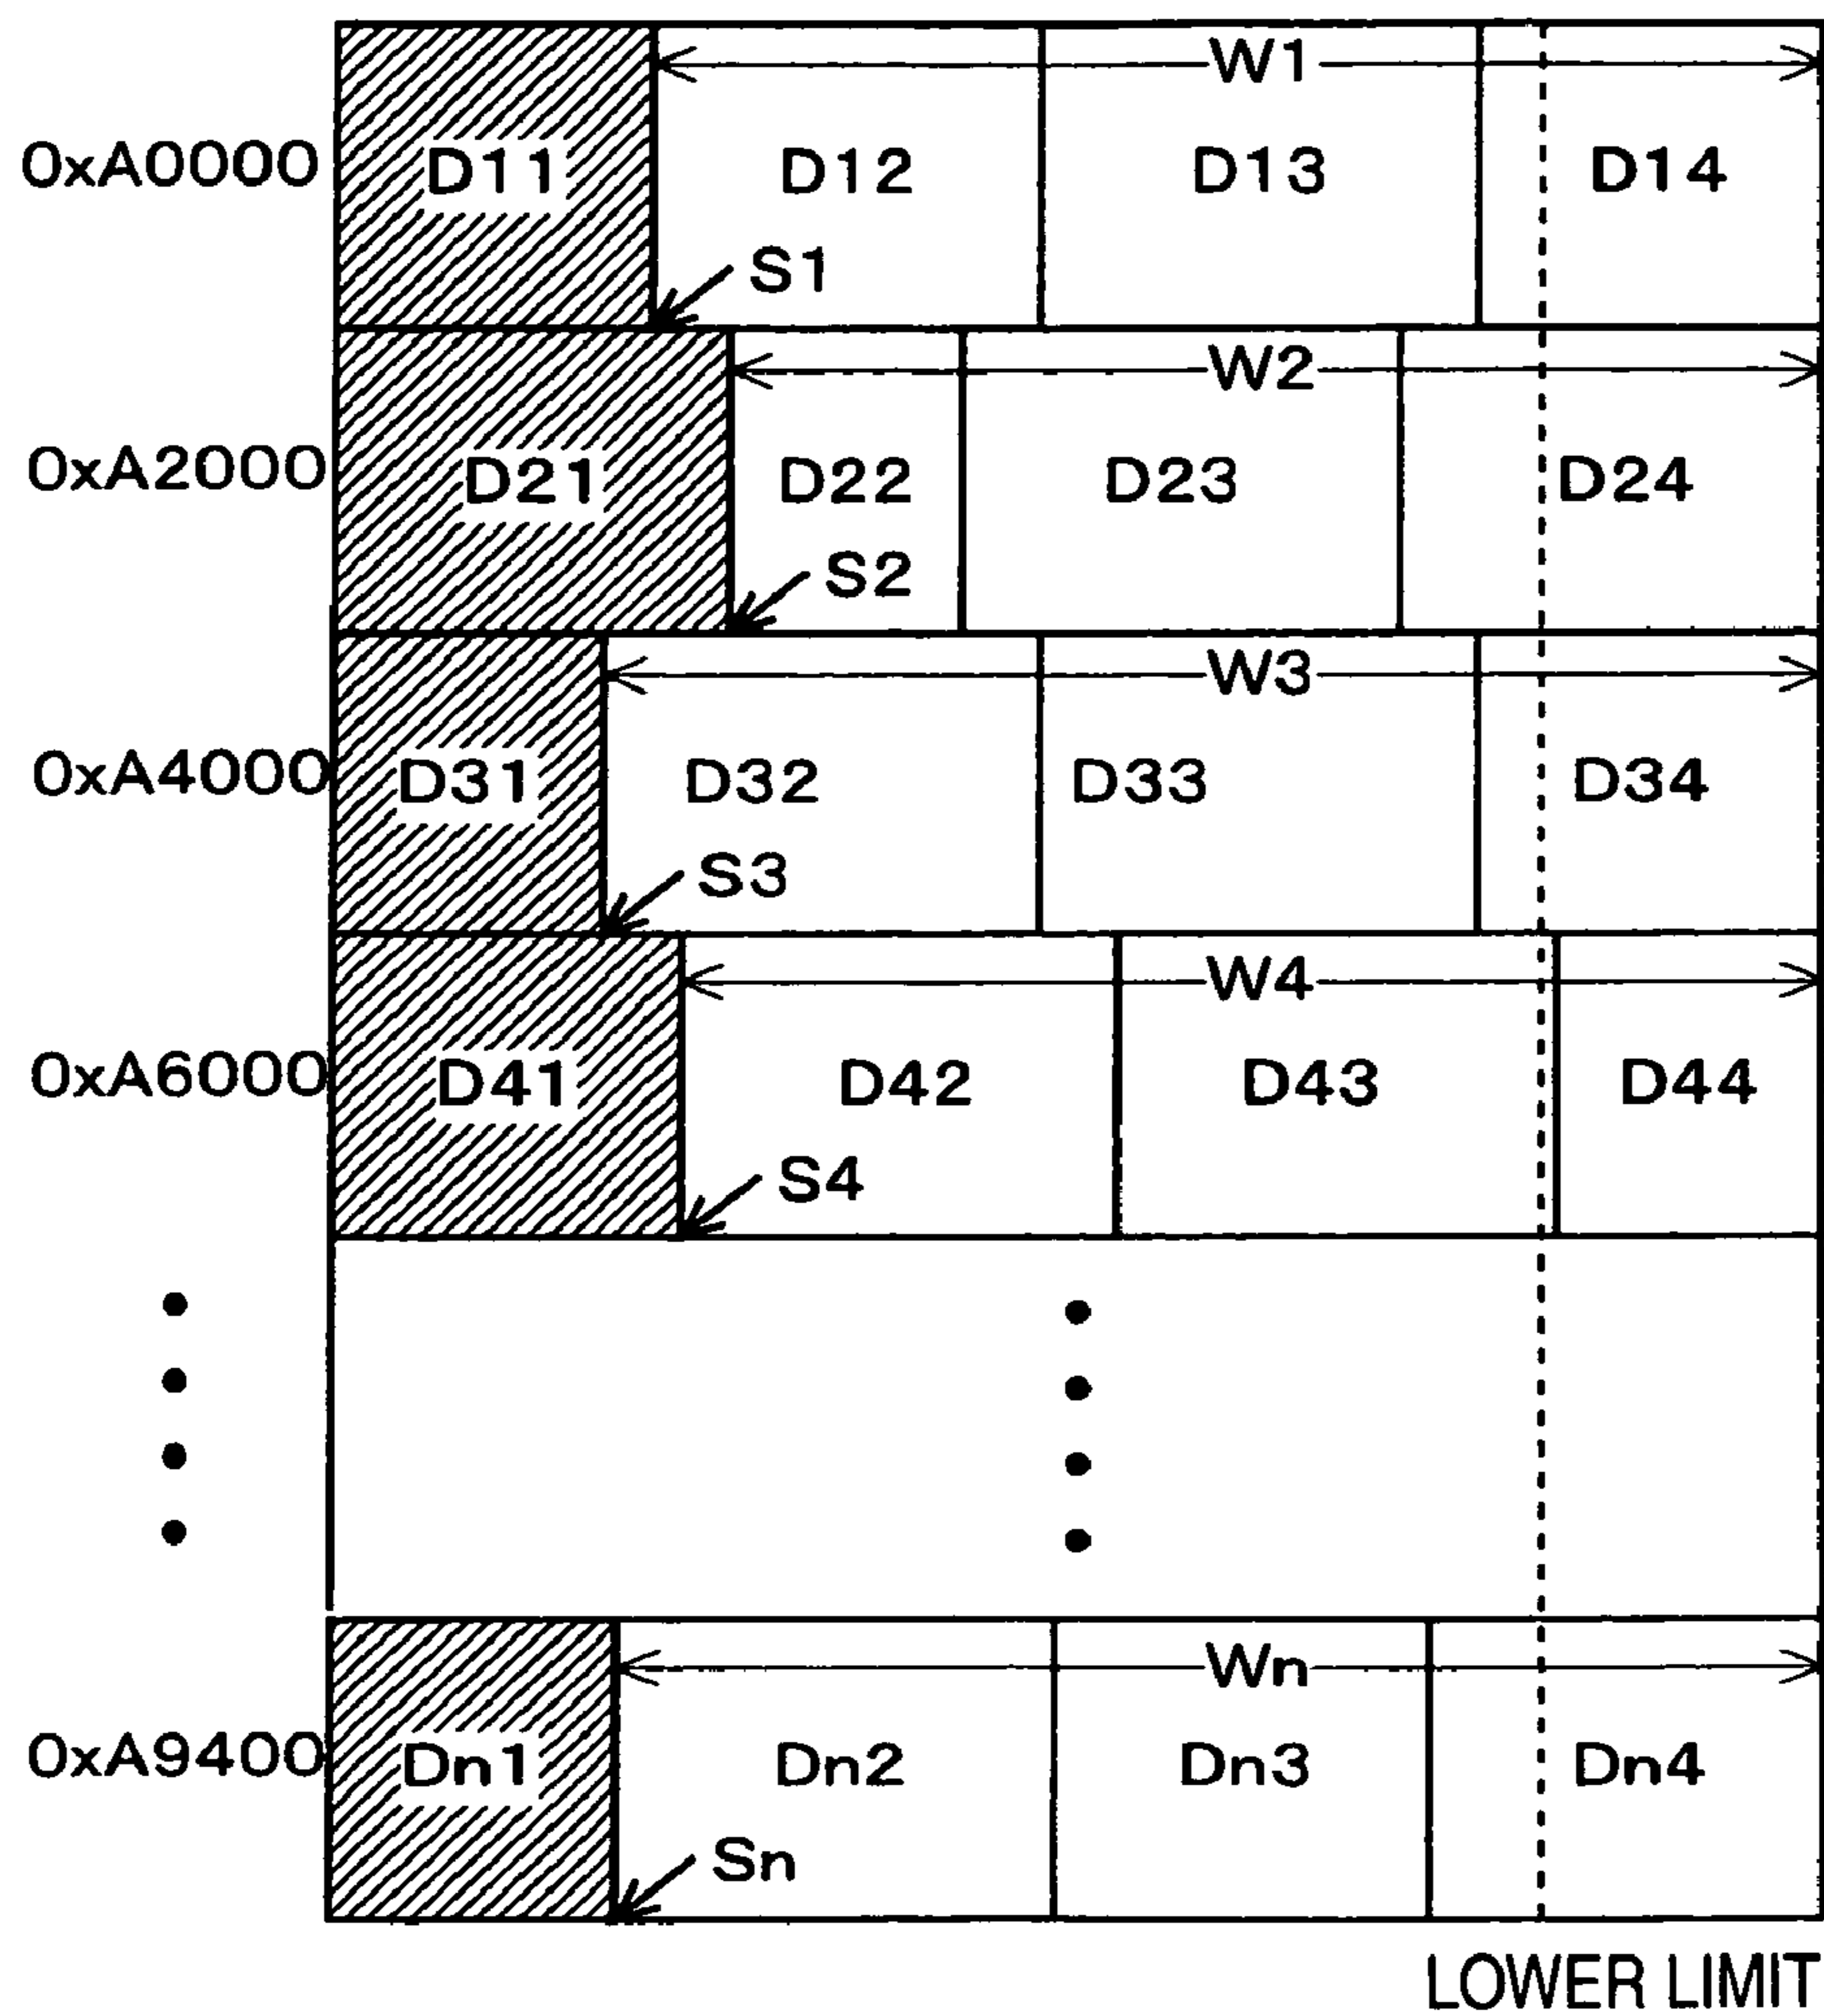 W1
0xA0000 D11 D12 D13 D14
S1
W2
0xA2000 D21 D22 D23 D24
S2
W3
0xA4000 D31 D32 D33 D34
S3
W4
0xA6000 D41 D42 D43 D44
S4
Wn
0xA9400 Dn1 Dn2 Dn3 Dn4
Sn
LOWER LIMIT